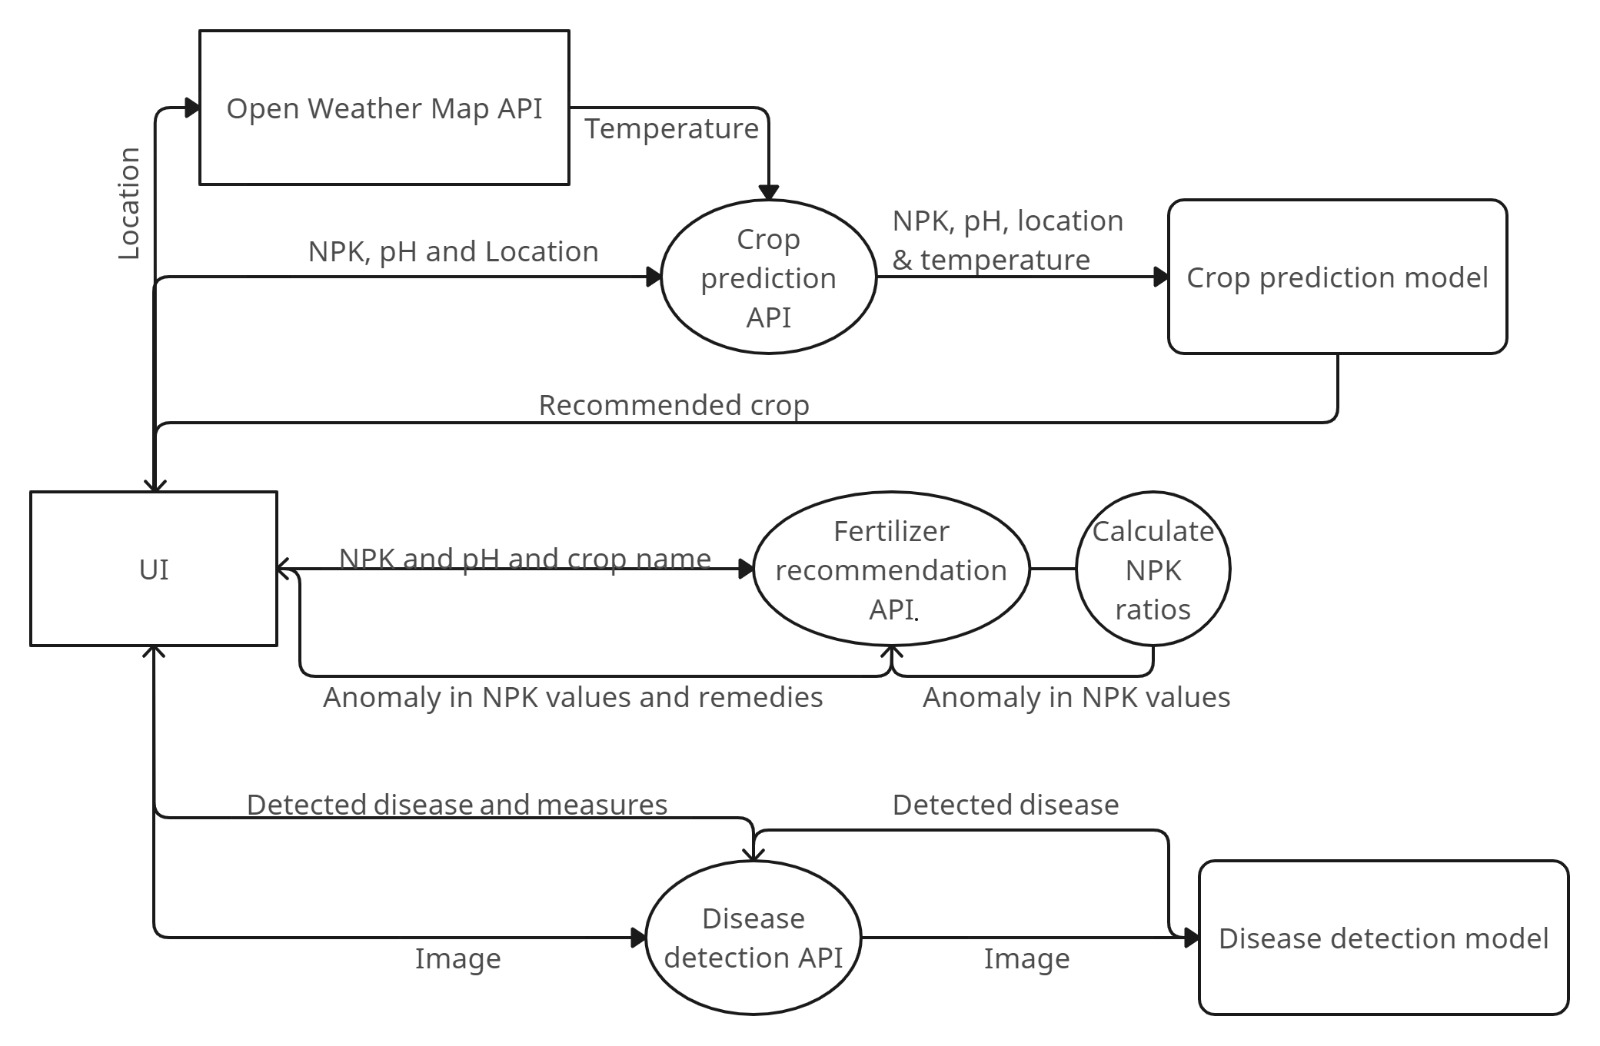 Open Weather Map API
Temperature
Location
NPK, pH and Location
Crop
prediction
API
NPK, pH, location
& temperature
Crop prediction model
Recommended crop
UI
NPK and pH and crop name
Fertilizer
recommendation
API.
Calculate
NPK
ratios
Anomaly in NPK values and remedies
Anomaly in NPK values
Detected disease and measures
Detected disease
Disease
detection API
Image
Image
Disease detection model